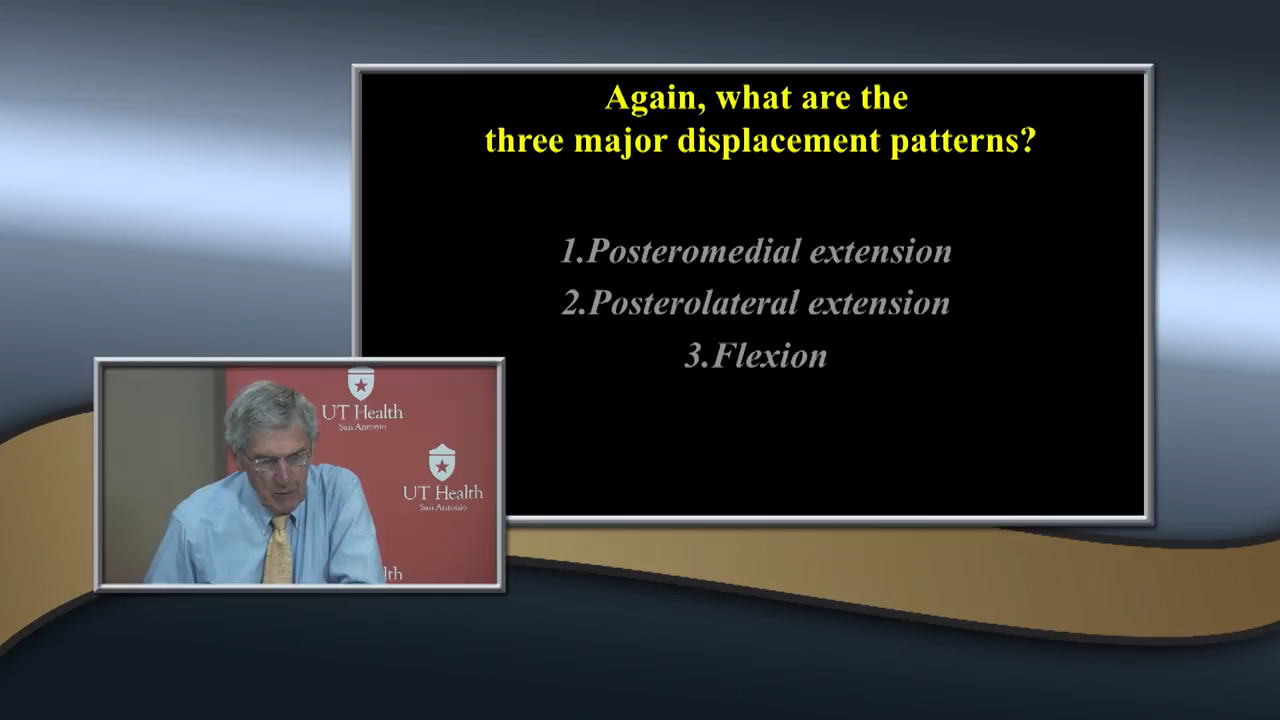 Again, what are the
three major displacement patterns?
1.Posteromedial extension
2.Posterolateral extension
3.Flexion
UT Health
San Antonio
UT Health
San Antonio
lth